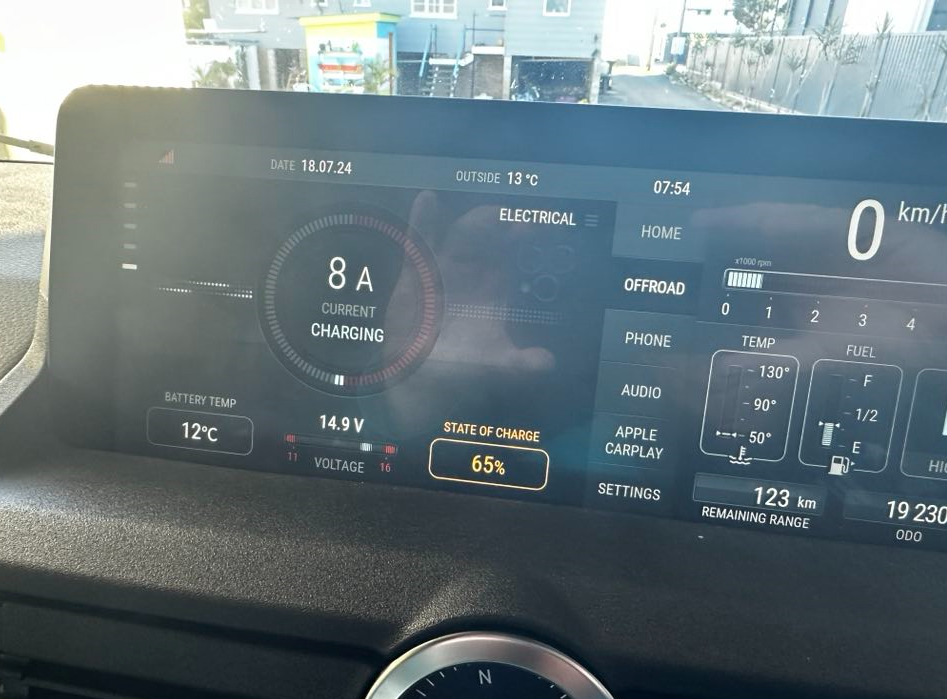 DATE 18.07.24
OUTSIDE 13 °C
07:54
ELECTRICAL
8 A
CURRENT
CHARGING
BATTERY TEMP
12°C
14.9 V
11
16
VOLTAGE
STATE OF CHARGE
65%
HOME
OFFROAD
PHONE
AUDIO
APPLE
CARPLAY
SETTINGS
0 km/h
x1000 rpm
0 1 2 3 4
TEMP
130°
90°
50°
FUEL
F
1/2
E
123 km
REMAINING RANGE
19 230
ODO
N